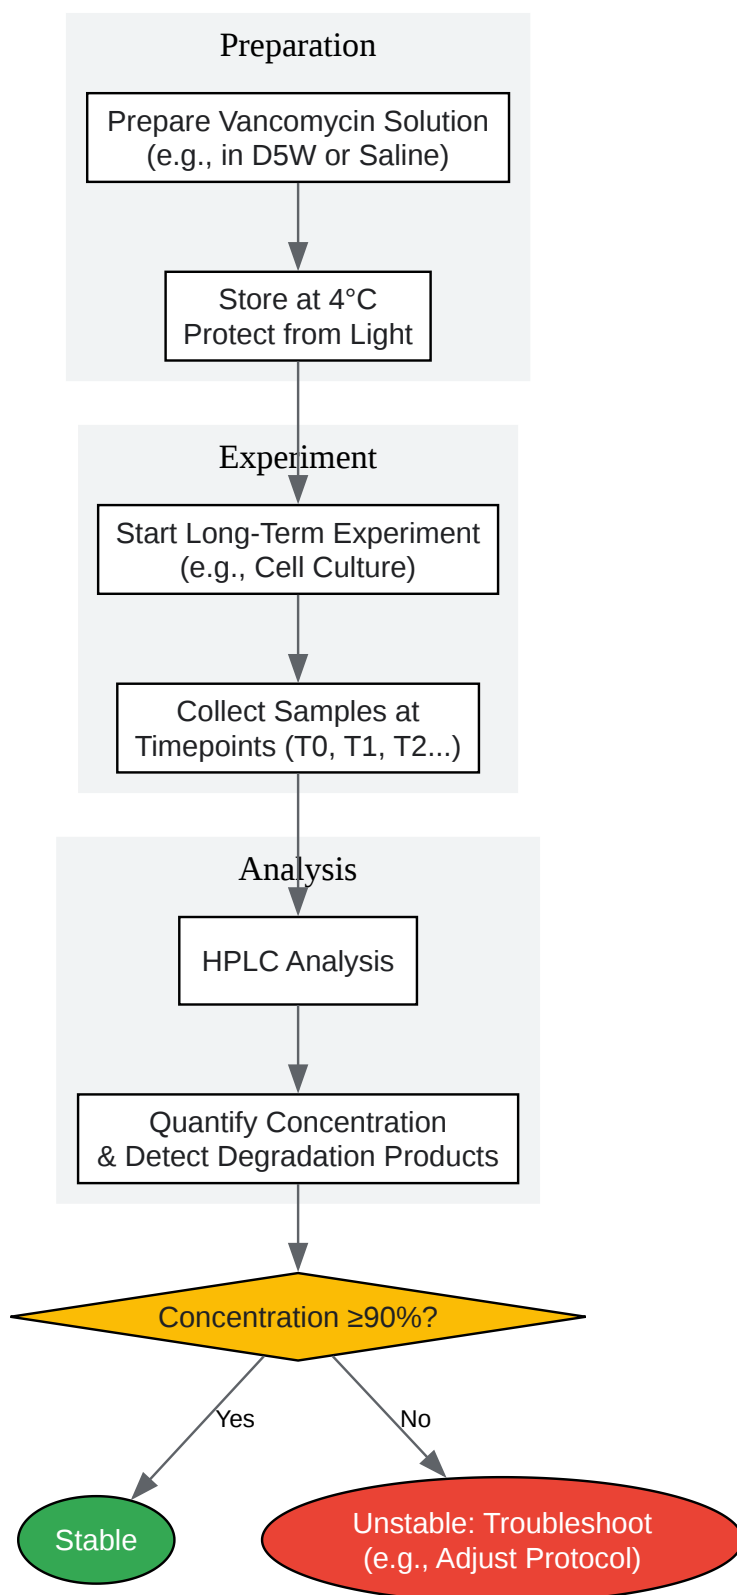 Preparation
Prepare Vancomycin Solution
(e.g., in D5W or Saline)
Store at 4°C
Protect from Light
Experiment
Start Long-Term Experiment
(e.g., Cell Culture)
Collect Samples at
Timepoints (T0, T1, T2...)
Analysis
HPLC Analysis
Quantify Concentration
& Detect Degradation Products
Concentration ≥90%?
Yes
No
Stable
Unstable: Troubleshoot
(e.g., Adjust Protocol)